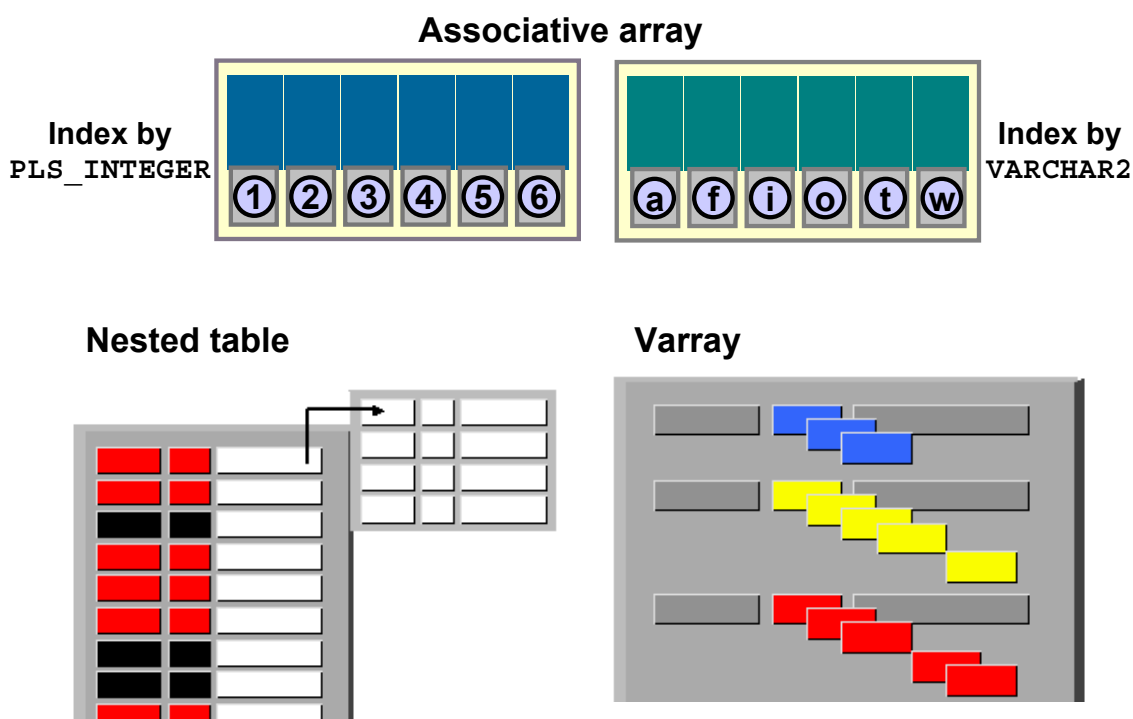 Associative array
Index by
PLS_INTEGER
1 2 3 4 5 6
a f i o t w
Index by
VARCHAR2
Nested table
Varray